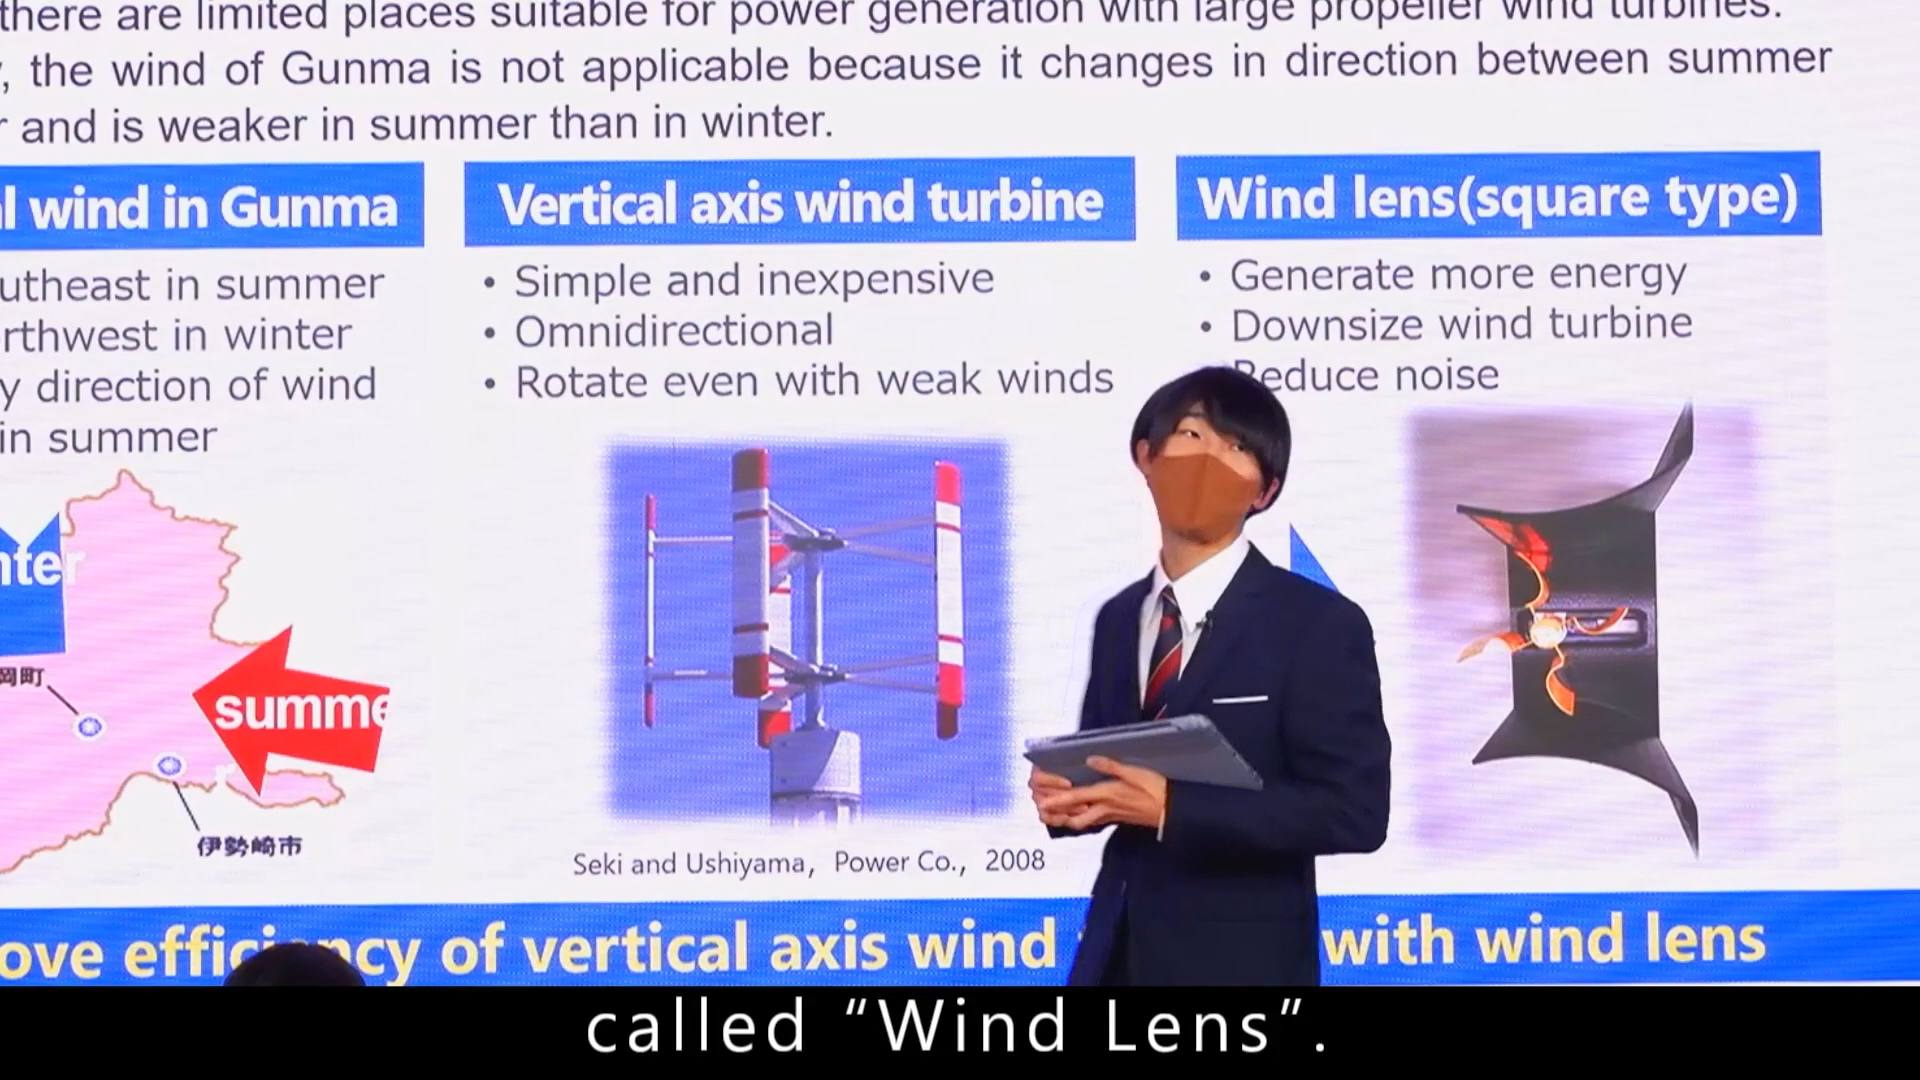 there are limited places suitable for power generation with large propeller wind turbines.
, the wind of Gunma is not applicable because it changes in direction between summer
and is weaker in summer than in winter.
l wind in Gunma
utheast in summer
rthwest in winter
y direction of wind
in summer
nter
岡町
summe
r
伊勢崎市
Vertical axis wind turbine
• Simple and inexpensive
• Omnidirectional
• Rotate even with weak winds
Seki and Ushiyama, Power Co., 2008
Wind lens(square type)
• Generate more energy
• Downsize wind turbine
Reduce noise
ove efficiency of vertical axis wind with wind lens
called “Wind Lens”.